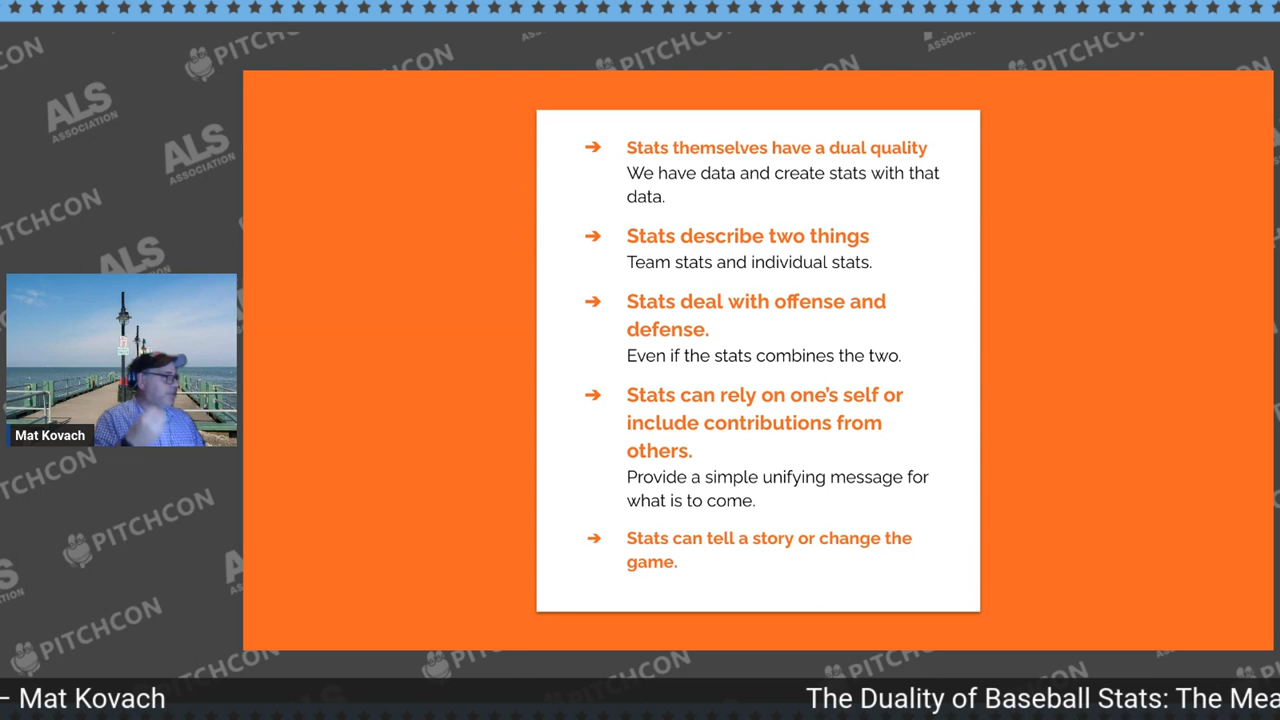 PITCHCON
ALS
ASSOCIATION
Stats themselves have a dual quality
We have data and create stats with that
data.
Stats describe two things
Team stats and individual stats.
Stats deal with offense and
defense.
Even if the stats combines the two.
Stats can rely on one’s self or
include contributions from
others.
Provide a simple unifying message for
what is to come.
Stats can tell a story or change the
game.
Mat Kovach
– Mat Kovach
The Duality of Baseball Stats: The Mea